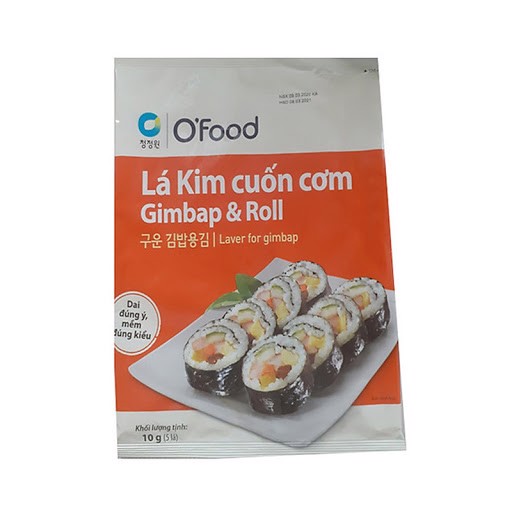 청정원
O'Food
Lá Kim cuốn cơm
Gimbap & Roll
구운 김밥용김 | Laver for gimbap
Dai
đúng ý,
mềm
đúng kiểu
Khối lượng tịnh:
10 g (5 lá)